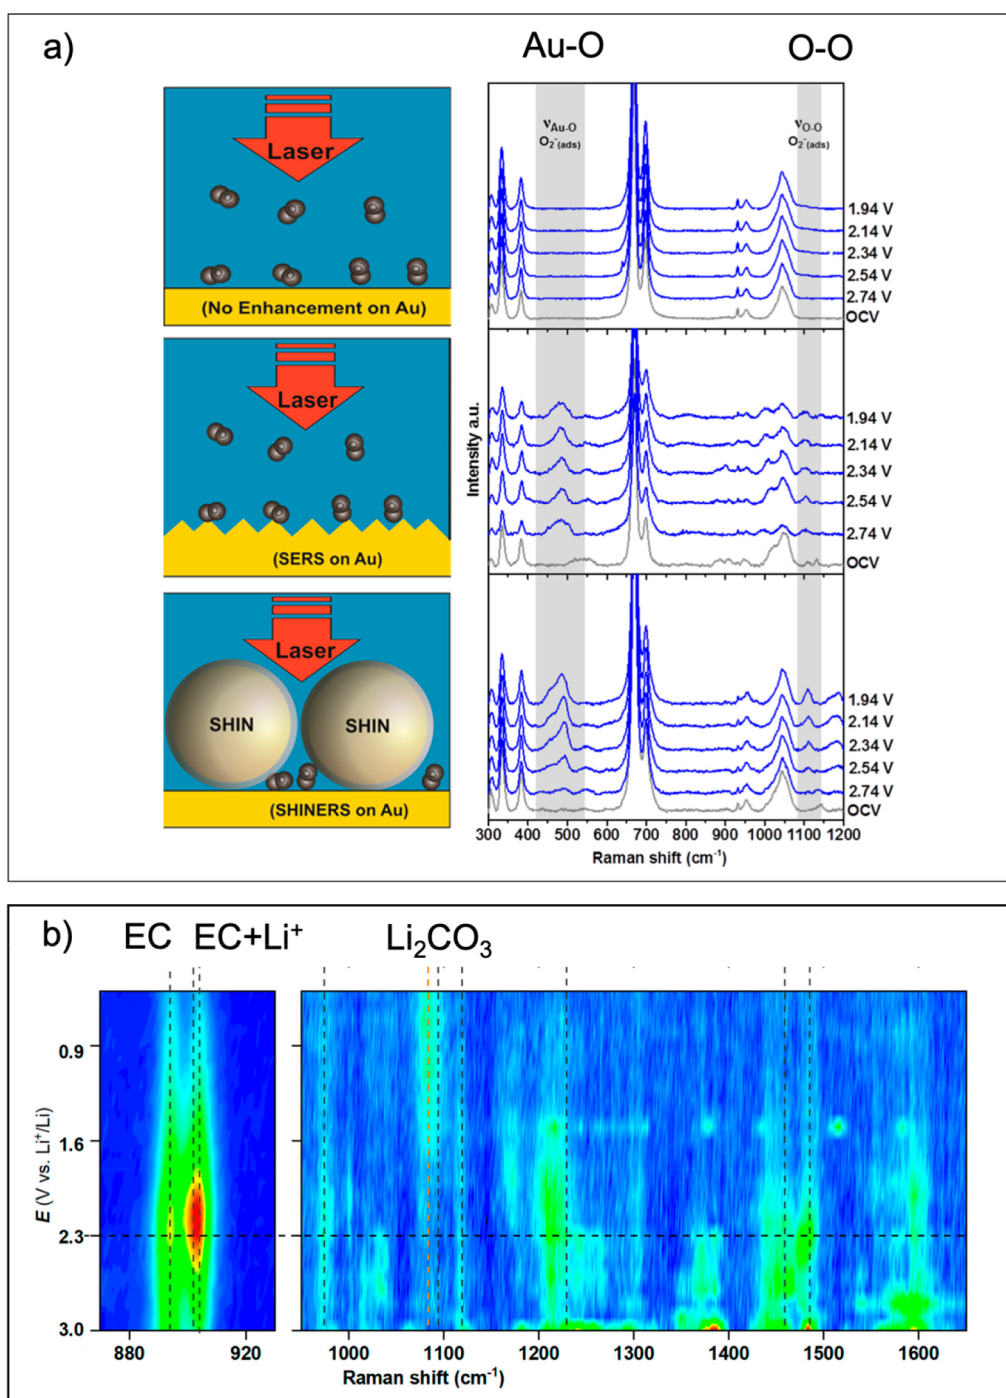 a)
Au-O
O-O
Laser
(No Enhancement on Au)
νAu-O
O2-(ads)
νO-O
O2-(ads)
1.94 V
2.14 V
2.34 V
2.54 V
2.74 V
OCV
Laser
(SERS on Au)
Intensity a.u.
1.94 V
2.14 V
2.34 V
2.54 V
2.74 V
OCV
Laser
SHIN
SHIN
(SHINERS on Au)
1.94 V
2.14 V
2.34 V
2.54 V
2.74 V
OCV
300 400 500 600 700 800 900 1000 1100 1200
Raman shift (cm-1)
b)
EC
EC+Li+
Li2CO3
E (V vs. Li+/Li)
0.9
1.6
2.3
3.0
880 920 1000 1100 1200 1300 1400 1500 1600
Raman shift (cm-1)